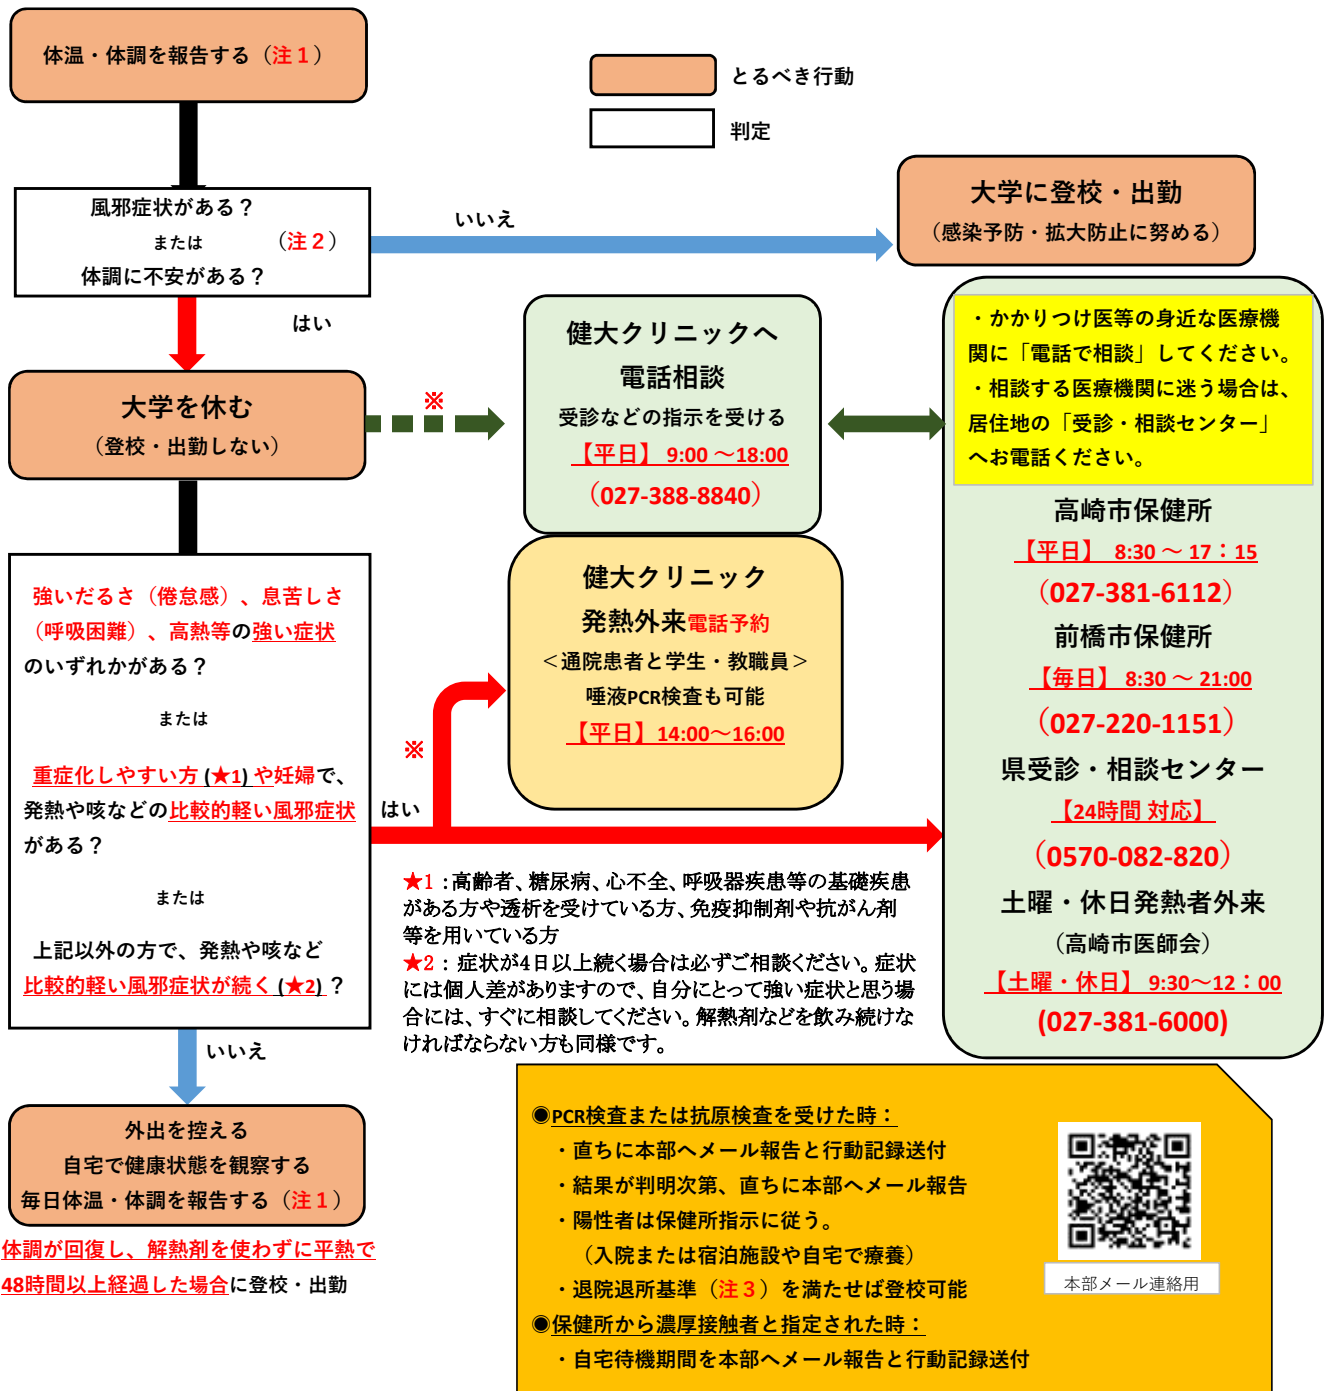 体温・体調を報告する（注１）
とるべき行動
判定
風邪症状がある？
または （注２）
体調に不安がある？
いいえ
大学に登校・出勤
（感染予防・拡大防止に努める）
はい
大学を休む
（登校・出勤しない）
※
健大クリニックへ
電話相談
受診などの指示を受ける
【平日】 9:00 ～18:00
（027-388-8840）
・かかりつけ医等の身近な医療機
関に「電話で相談」してください。
・相談する医療機関に迷う場合は、
居住地の「受診・相談センター」
へお電話ください。
高崎市保健所
【平日】 8:30 ～ 17：15
（027-381-6112）
前橋市保健所
【毎日】 8:30 ～ 21:00
（027-220-1151）
県受診・相談センター
【24時間 対応】
（0570-082-820）
土曜・休日発熱者外来
（高崎市医師会）
【土曜・休日】 9:30～12：00
(027-381-6000)
健大クリニック
発熱外来電話予約
＜通院患者と学生・教職員＞
唾液PCR検査も可能
【平日】14:00～16:00
※
強いだるさ（倦怠感）、息苦しさ
（呼吸困難）、高熱等の強い症状
のいずれかがある？
または
重症化しやすい方 (★1) や妊婦で、
発熱や咳などの比較的軽い風邪症状
がある？
または
上記以外の方で、発熱や咳など
比較的軽い風邪症状が続く (★2) ？
はい
★1：高齢者、糖尿病、心不全、呼吸器疾患等の基礎疾患
がある方や透析を受けている方、免疫抑制剤や抗がん剤
等を用いている方
★2：症状が4日以上続く場合は必ずご相談ください。症状
には個人差がありますので、自分にとって強い症状と思う場
合には、すぐに相談してください。解熱剤などを飲み続けな
ければならない方も同様です。
いいえ
外出を控える
自宅で健康状態を観察する
毎日体温・体調を報告する（注１）
体調が回復し、解熱剤を使わずに平熱で
48時間以上経過した場合に登校・出勤
◉PCR検査または抗原検査を受けた時：
・直ちに本部へメール報告と行動記録送付
・結果が判明次第、直ちに本部へメール報告
・陽性者は保健所指示に従う。
（入院または宿泊施設や自宅で療養）
・退院退所基準（注３）を満たせば登校可能
◉保健所から濃厚接触者と指定された時：
・自宅待機期間を本部へメール報告と行動記録送付
本部メール連絡用